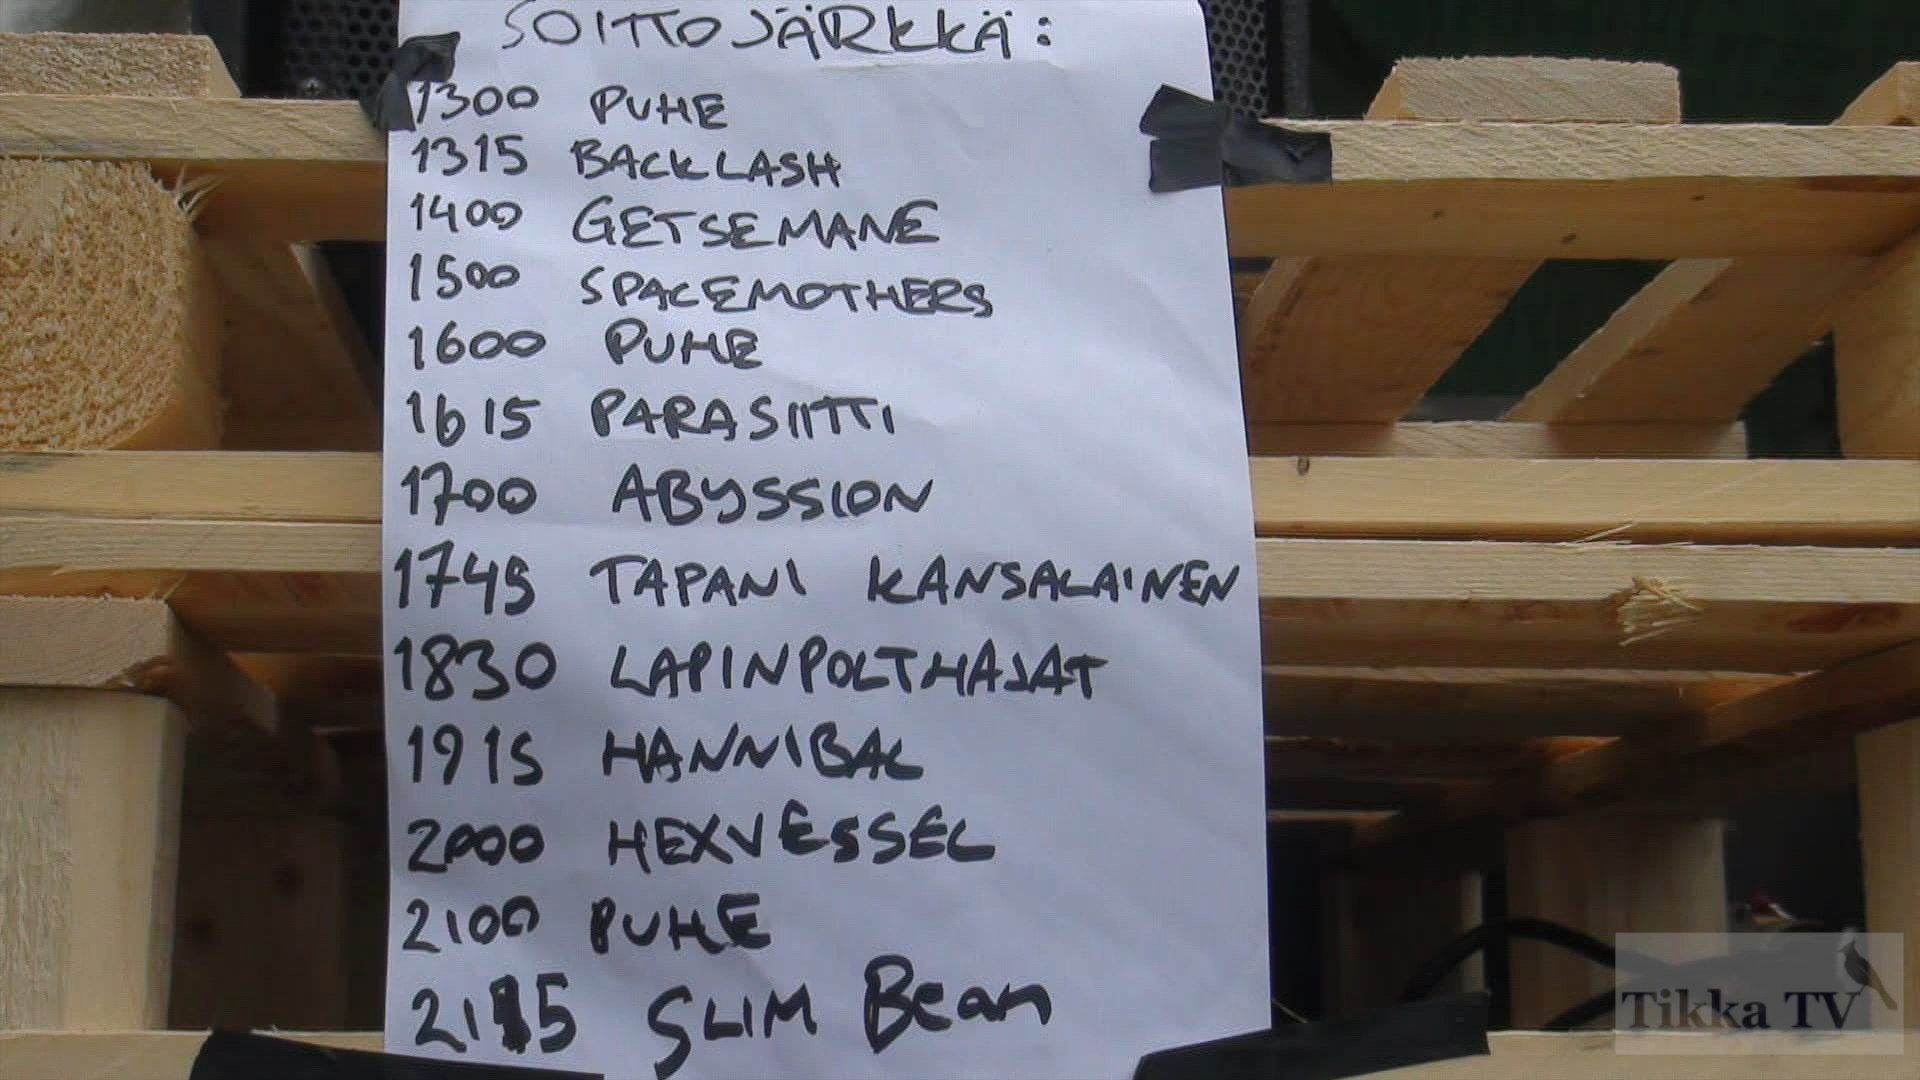 SOITTOJÄRKKÄ:
1300 PUHE
1315 BACKLASH
1400 GETSEMANE
1500 SPACEMOTHERS
1600 PUHE
1615 PARASIITTI
1700 ABYSSION
1745 TAPANI KANSALAINEN
1830 LAPINPOLTHAJAT
1915 HANNIBAL
2000 HEXVESSEL
2100 PUHE
2115 SLIM Bean
Tikka TV